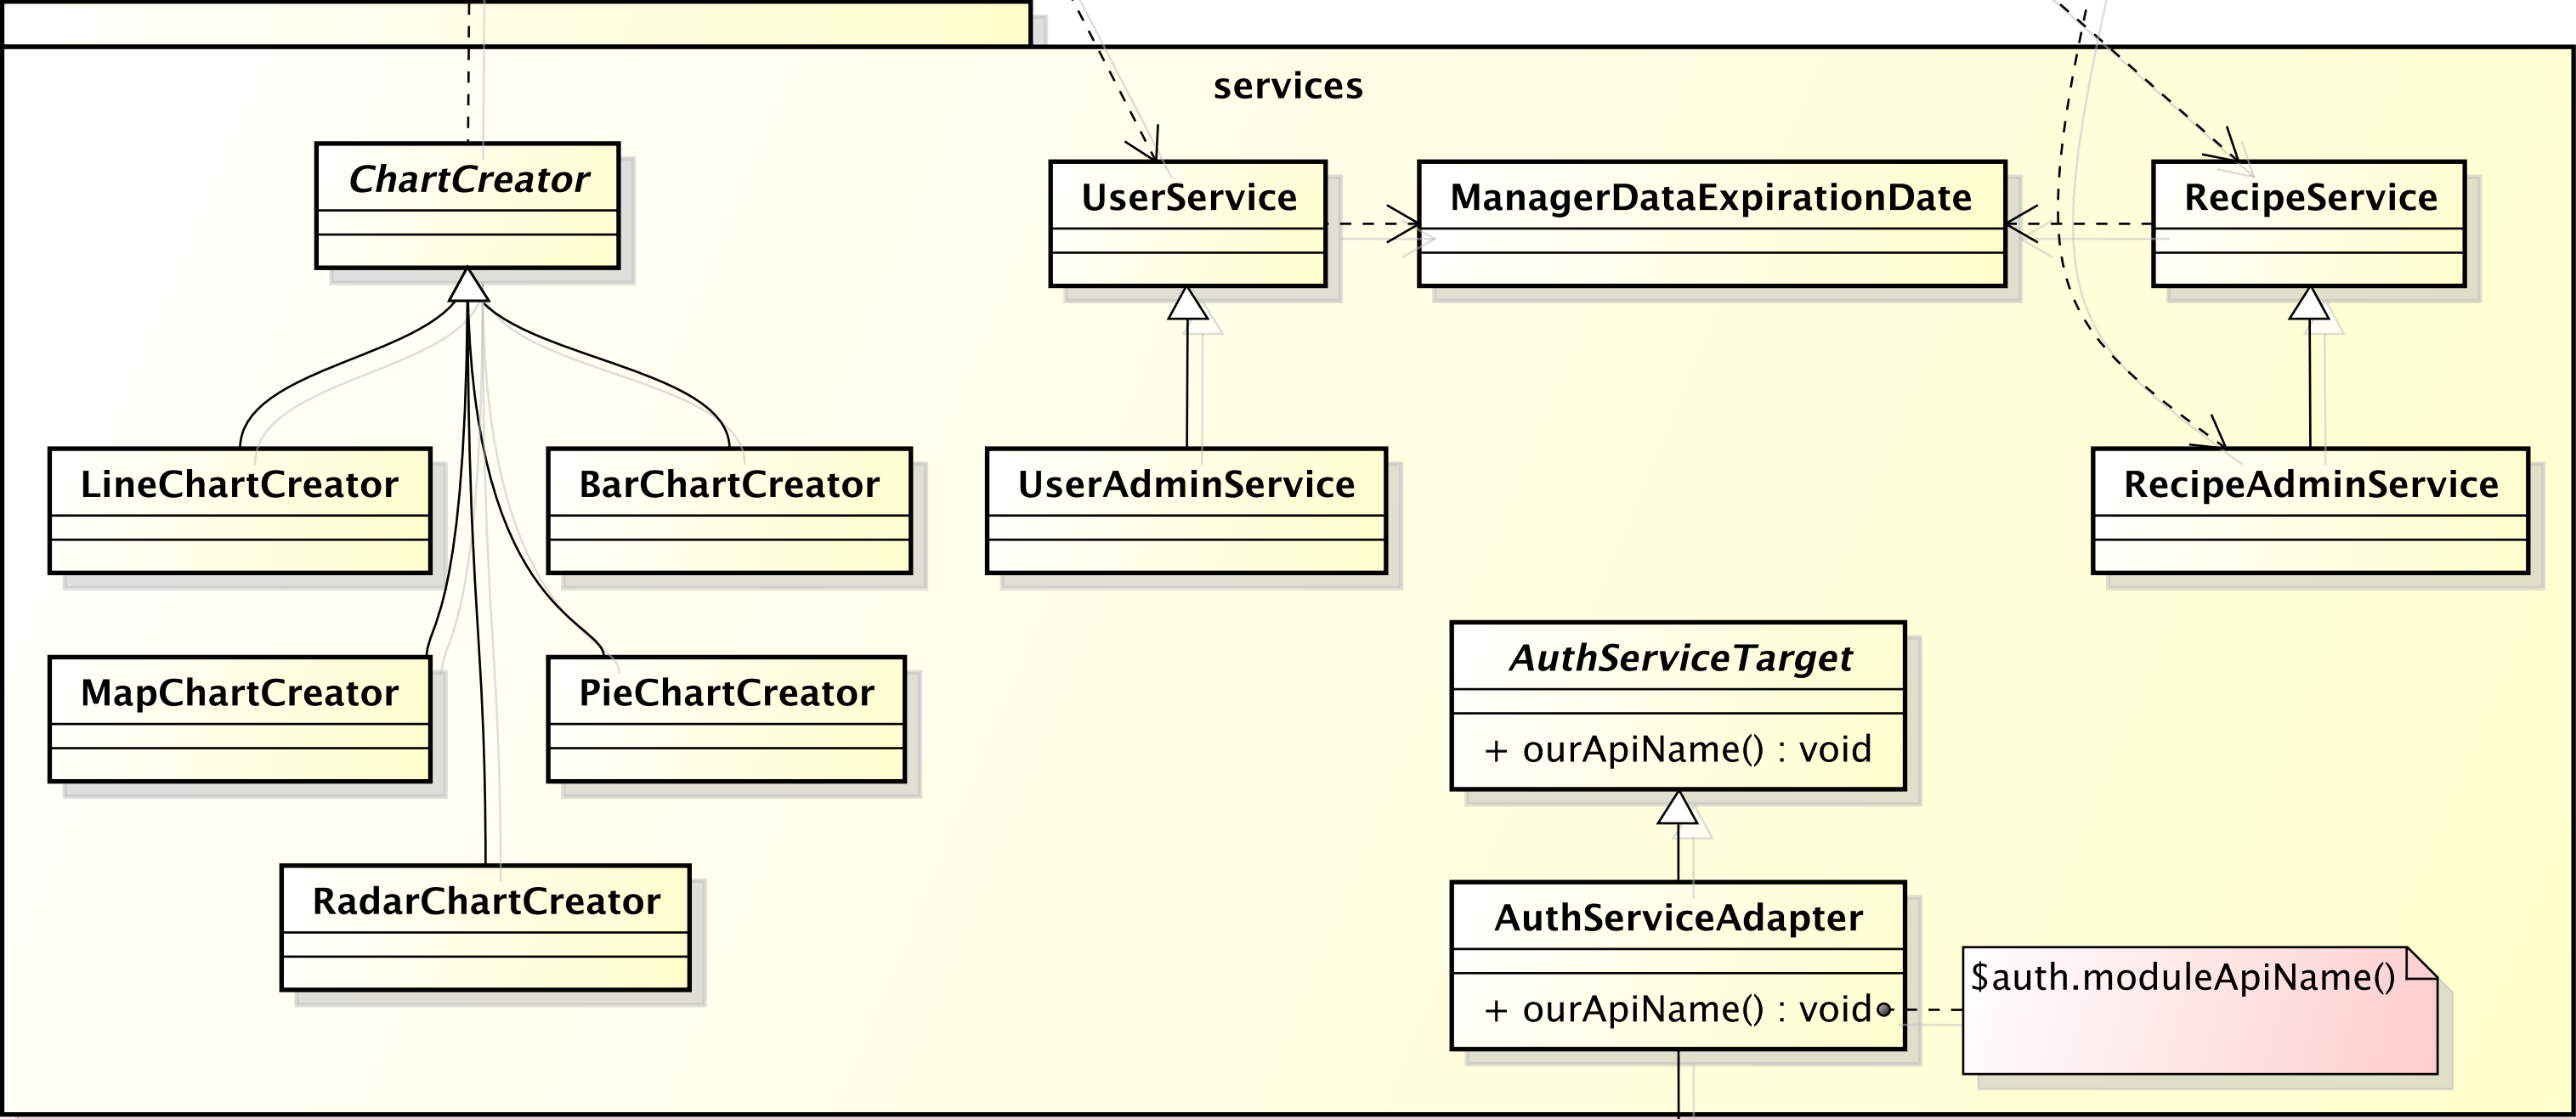 services
ChartCreator
UserService
ManagerDataExpirationDate
RecipeService
LineChartCreator
BarChartCreator
UserAdminService
RecipeAdminService
MapChartCreator
PieChartCreator
AuthServiceTarget
+ ourApiName() : void
RadarChartCreator
AuthServiceAdapter
+ ourApiName() : void
$auth.moduleApiName()